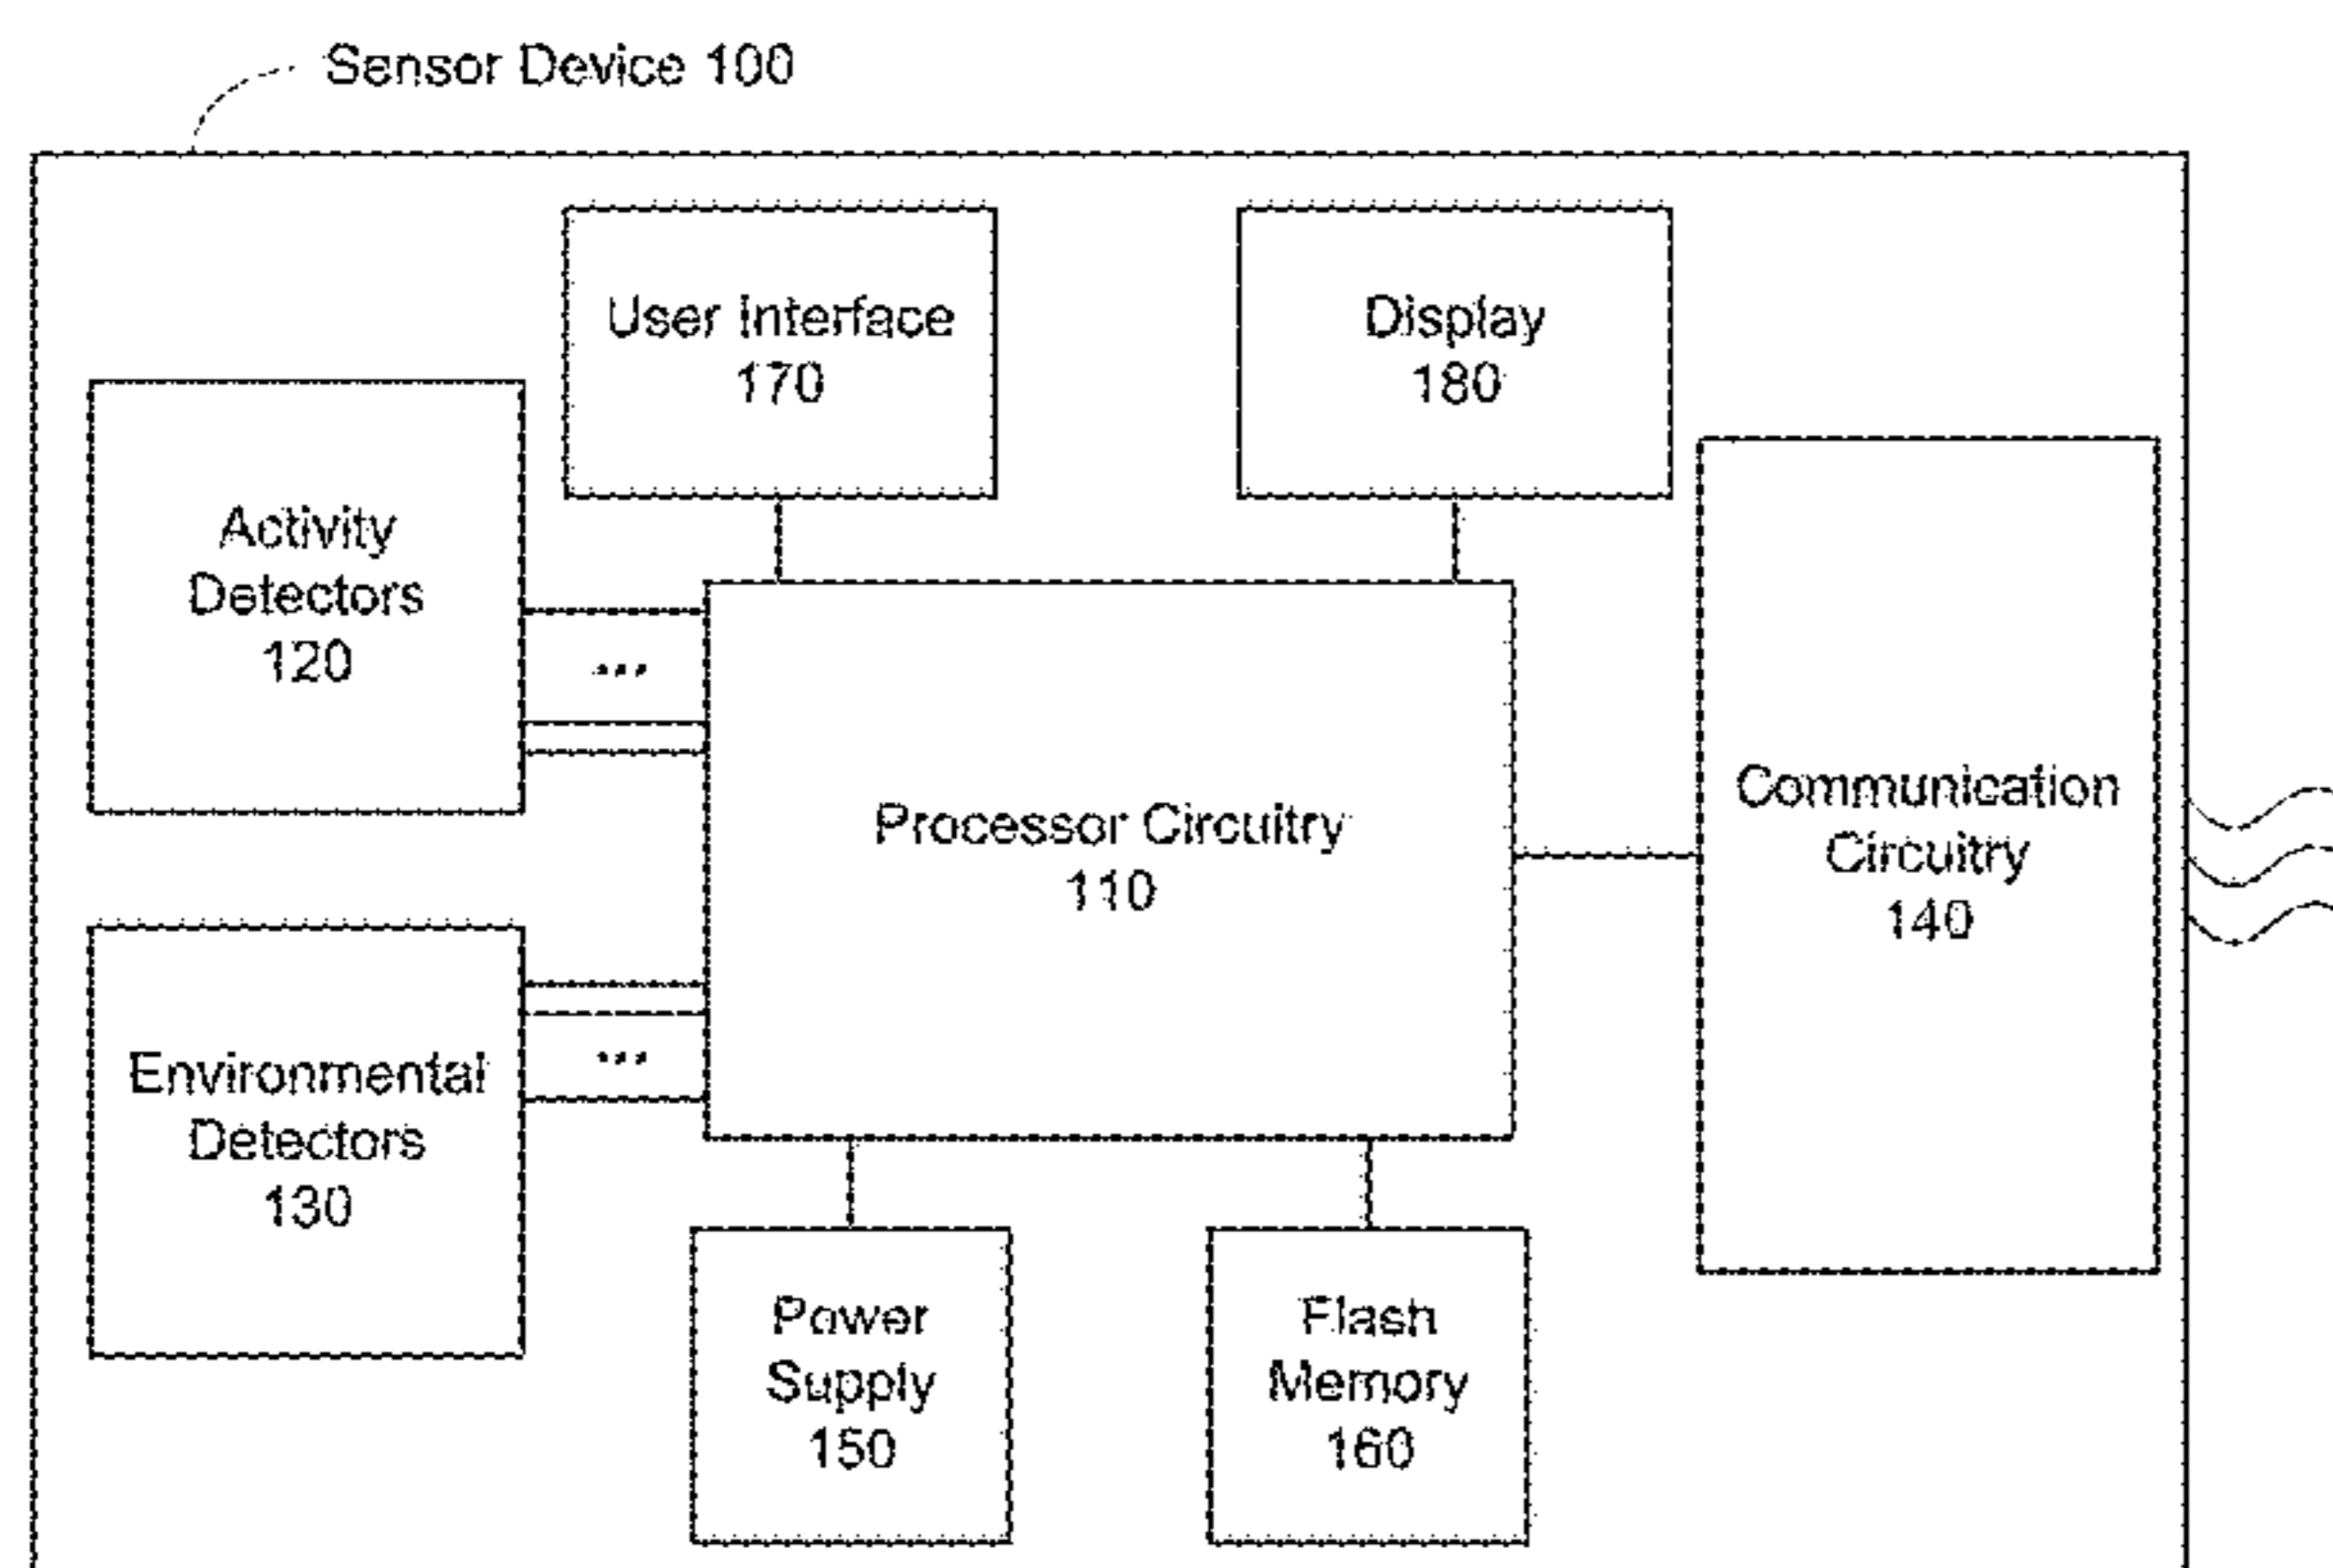 Sensor Device 100
User Interface
170
Display
180
Activity
Detectors
120
...
Processor Circuitry
110
Communication
Circuitry
140
Environmental
Detectors
130
...
Power
Supply
150
Flash
Memory
160